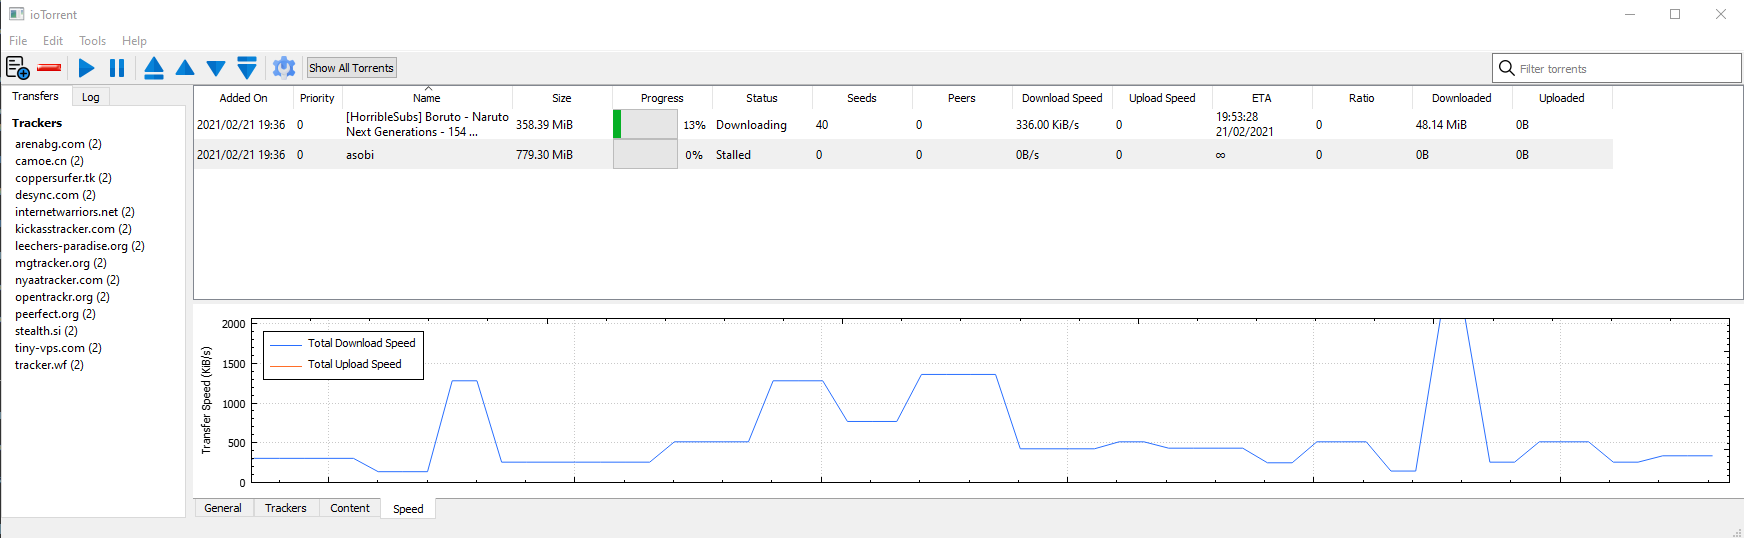 ioTorrent
File Edit Tools Help
Show All Torrents
Filter torrents
Transfers Log
Trackers
arenabg.com (2)
camoe.cn (2)
coppersurfer.tk (2)
desync.com (2)
internetwarriors.net (2)
kickasstracker.com (2)
leechers-paradise.org (2)
mgtracker.org (2)
nyaatracker.com (2)
opentrackr.org (2)
peerfect.org (2)
stealth.si (2)
tiny-vps.com (2)
tracker.wf (2)
Added On Priority Name Size Progress Status Seeds Peers Download Speed Upload Speed ETA Ratio Downloaded Uploaded
2021/02/21 19:36 0 [HorribleSubs] Boruto - Naruto 358.39 MiB 13% Downloading 40 0 336.00 KiB/s 0 19:53:28 0 48.14 MiB 0B
Next Generations - 154 ... 21/02/2021
2021/02/21 19:36 0 asobi 779.30 MiB 0% Stalled 0 0 0B/s 0 ∞ 0 0B 0B
Transfer Speed (KiB/s)
2000
1500
1000
500
0
Total Download Speed
Total Upload Speed
General Trackers Content Speed